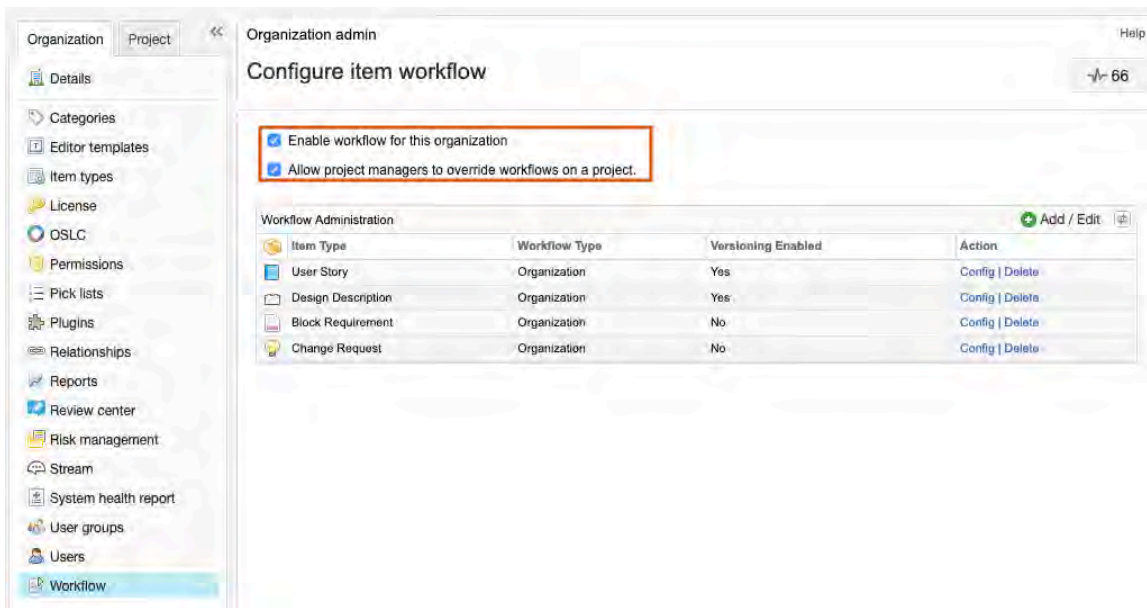 Organization Project «
Details
Categories
Editor templates
Item types
License
OSLC
Permissions
Pick lists
Plugins
Relationships
Reports
Review center
Risk management
Stream
System health report
User groups
Users
Workflow
Organization admin Help
Configure item workflow 66
Enable workflow for this organization
Allow project managers to override workflows on a project.
Workflow Administration Add / Edit
Item Type Workflow Type Versioning Enabled Action
User Story Organization Yes Config | Delete
Design Description Organization Yes Config | Delete
Block Requirement Organization No Config | Delete
Change Request Organization No Config | Delete